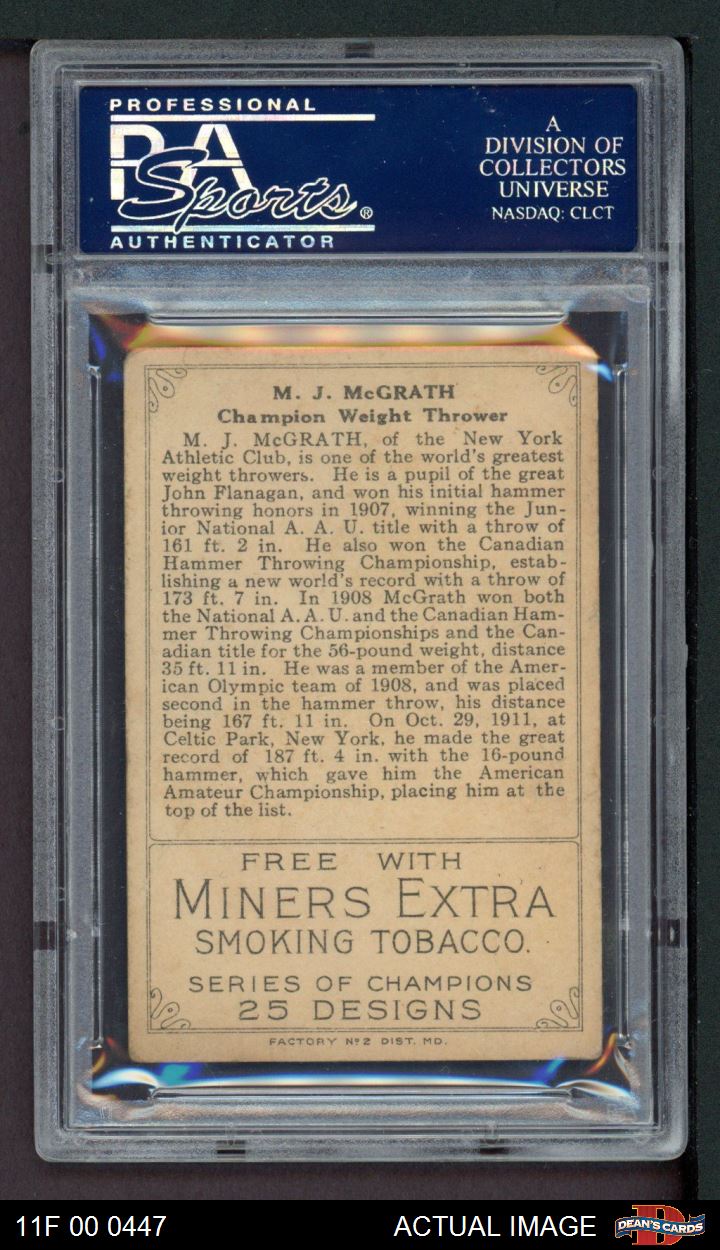 PROFESSIONAL
PSA
Sports®
AUTHENTICATOR
A
DIVISION OF
COLLECTORS
UNIVERSE
NASDAQ: CLCT
M. J. McGRATH
Champion Weight Thrower
M. J. McGRATH, of the New York
Athletic Club, is one of the world's greatest
weight throwers. He is a pupil of the great
John Flanagan, and won his initial hammer
throwing honors in 1907, winning the Jun-
ior National A. A. U. title with a throw of
161 ft. 2 in. He also won the Canadian
Hammer Throwing Championship, estab-
lishing a new world's record with a throw of
173 ft. 7 in. In 1908 McGrath won both
the National A. A. U. and the Canadian Ham-
mer Throwing Championships and the Can-
adian title for the 56-pound weight, distance
35 ft. 11 in. He was a member of the Amer-
ican Olympic team of 1908, and was placed
second in the hammer throw, his distance
being 167 ft. 11 in. On Oct. 29, 1911, at
Celtic Park, New York, he made the great
record of 187 ft. 4 in. with the 16-pound
hammer, which gave him the American
Amateur Championship, placing him at the
top of the list.
FREE WITH
MINERS EXTRA
SMOKING TOBACCO.
SERIES OF CHAMPIONS
25 DESIGNS
FACTORY Nº 2 DIST. MD.
11F 00 0447
ACTUAL IMAGE
D
DEAN'S CARDS